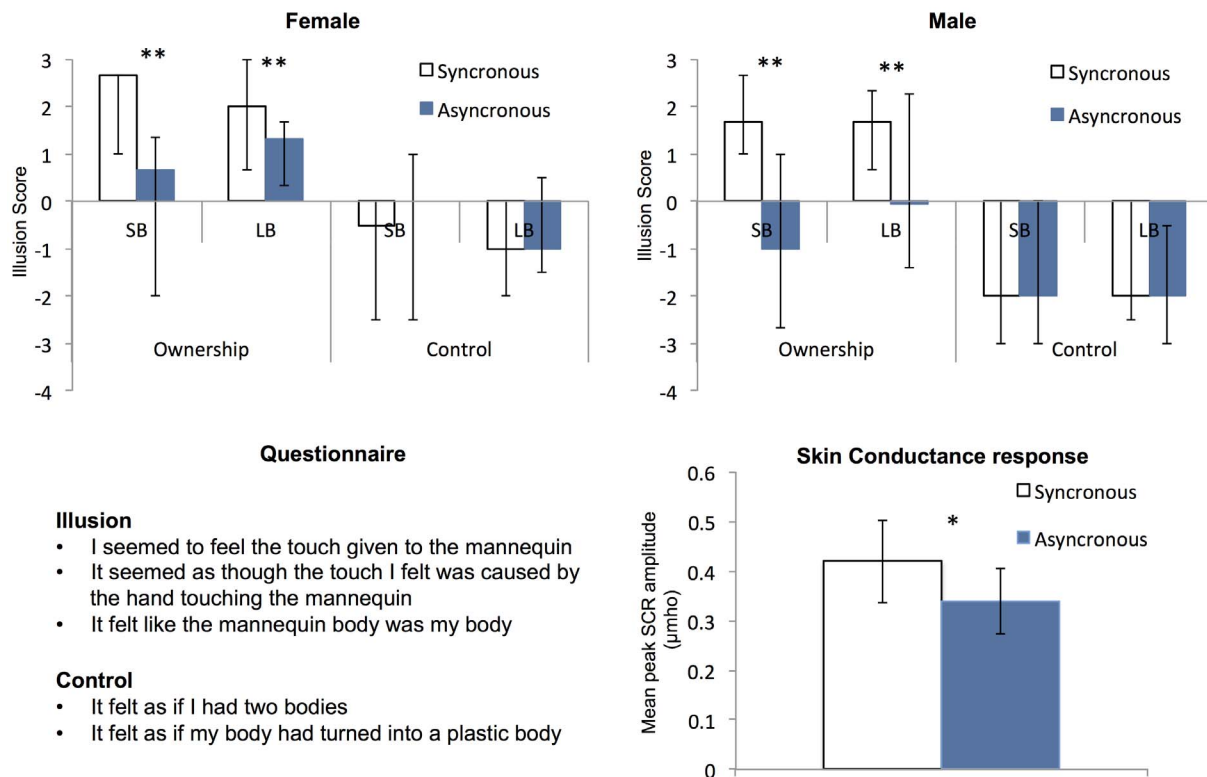 Female
3
2
1
0
-1
-2
-3
-4
Illusion Score
**
**
Syncronous
Asyncronous
SB
LB
SB
LB
Ownership
Control
Male
3
2
1
0
-1
-2
-3
-4
Illusion Score
**
**
Syncronous
Asyncronous
SB
LB
SB
LB
Ownership
Control
Questionnaire
Illusion
• I seemed to feel the touch given to the mannequin
• It seemed as though the touch I felt was caused by
the hand touching the mannequin
• It felt like the mannequin body was my body
Control
• It felt as if I had two bodies
• It felt as if my body had turned into a plastic body
Skin Conductance response
0.6
0.5
0.4
0.3
0.2
0.1
0
Mean peak SCR amplitude
(µmho)
*
Syncronous
Asyncronous